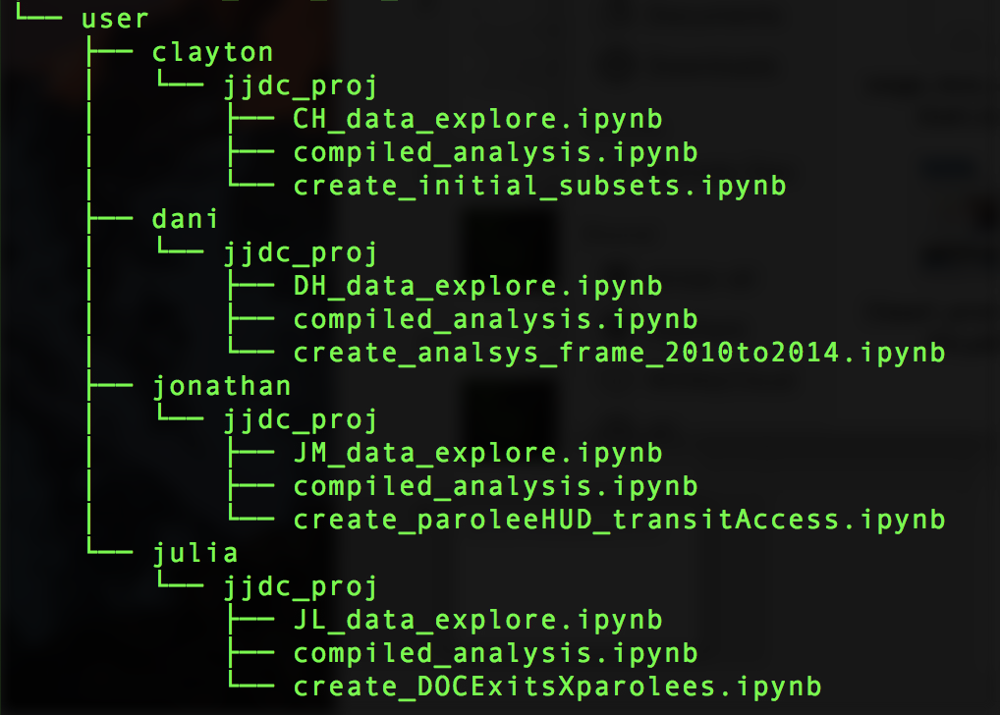 └── user
├── clayton
│   └── jjdc_proj
│       ├── CH_data_explore.ipynb
│       ├── compiled_analysis.ipynb
│       └── create_initial_subsets.ipynb
├── dani
│   └── jjdc_proj
│       ├── DH_data_explore.ipynb
│       ├── compiled_analysis.ipynb
│       └── create_analsys_frame_2010to2014.ipynb
├── jonathan
│   └── jjdc_proj
│       ├── JM_data_explore.ipynb
│       ├── compiled_analysis.ipynb
│       └── create_paroleeHUD_transitAccess.ipynb
└── julia
    └── jjdc_proj
        ├── JL_data_explore.ipynb
        ├── compiled_analysis.ipynb
        └── create_DOCExitsXparolees.ipynb